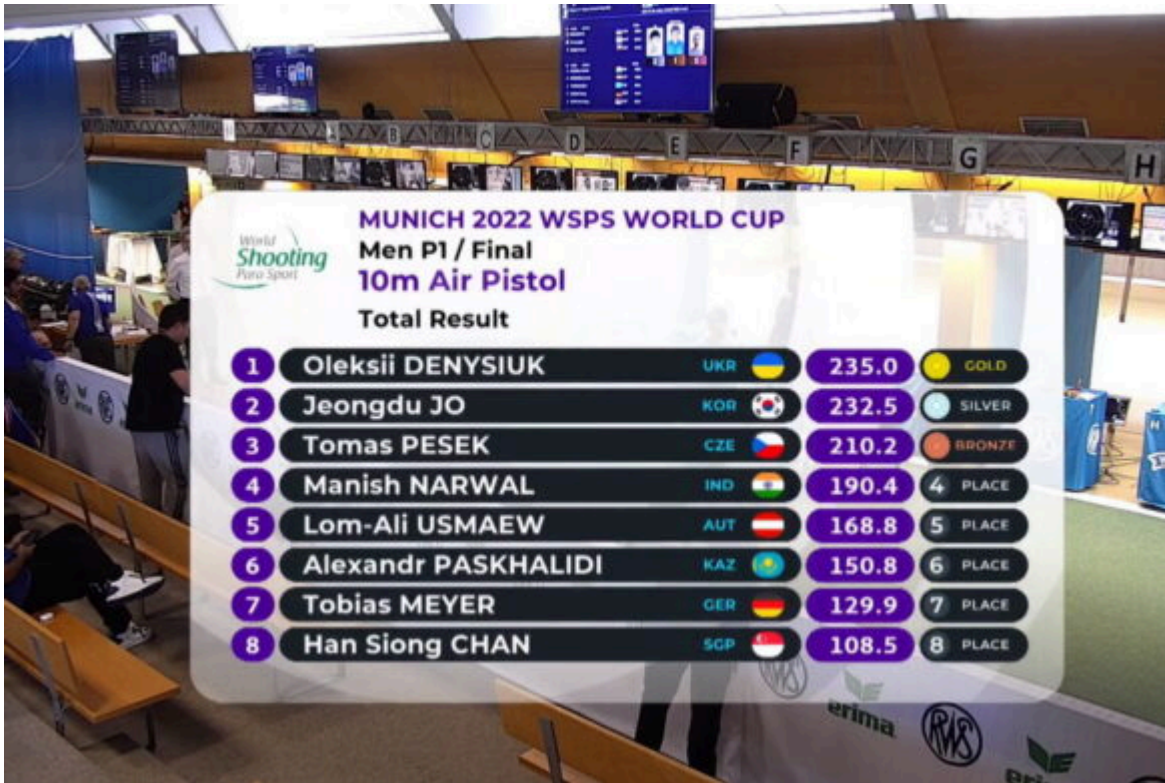 A B C D E F G H
World
Shooting
Para Sport
MUNICH 2022 WSPS WORLD CUP
Men P1 / Final
10m Air Pistol
Total Result
1 Oleksii DENYSIUK UKR 235.0 GOLD
2 Jeongdu JO KOR 232.5 SILVER
3 Tomas PESEK CZE 210.2 BRONZE
4 Manish NARWAL IND 190.4 4 PLACE
5 Lom-Ali USMAEW AUT 168.8 5 PLACE
6 Alexandr PASKHALIDI KAZ 150.8 6 PLACE
7 Tobias MEYER GER 129.9 7 PLACE
8 Han Siong CHAN SGP 108.5 8 PLACE
erima
RWS
erima
RWS
erima